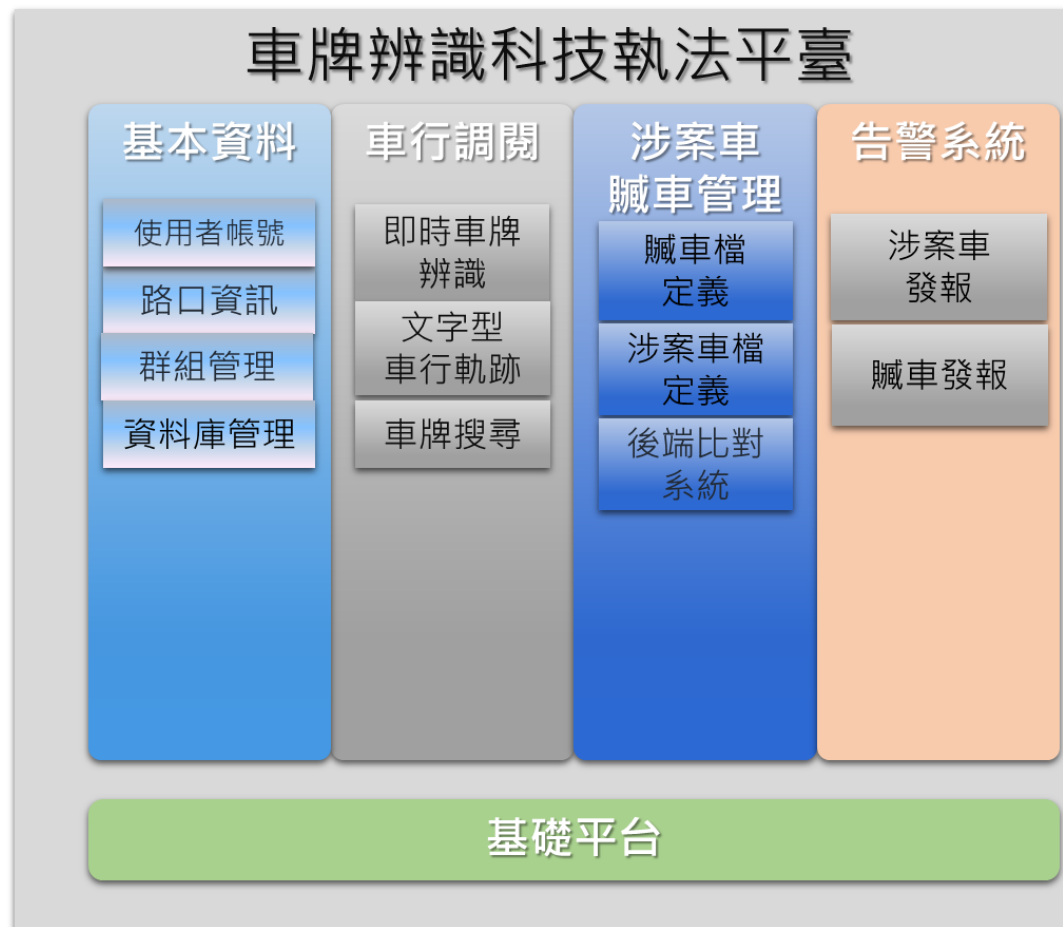 車牌辨識科技執法平臺
基本資料
使用者帳號
路口資訊
群組管理
資料庫管理
車行調閱
即時車牌
辨識
文字型
車行軌跡
車牌搜尋
涉案車
贓車管理
贓車檔
定義
涉案車檔
定義
後端比對
系統
告警系統
涉案車
發報
贓車發報
基礎平台